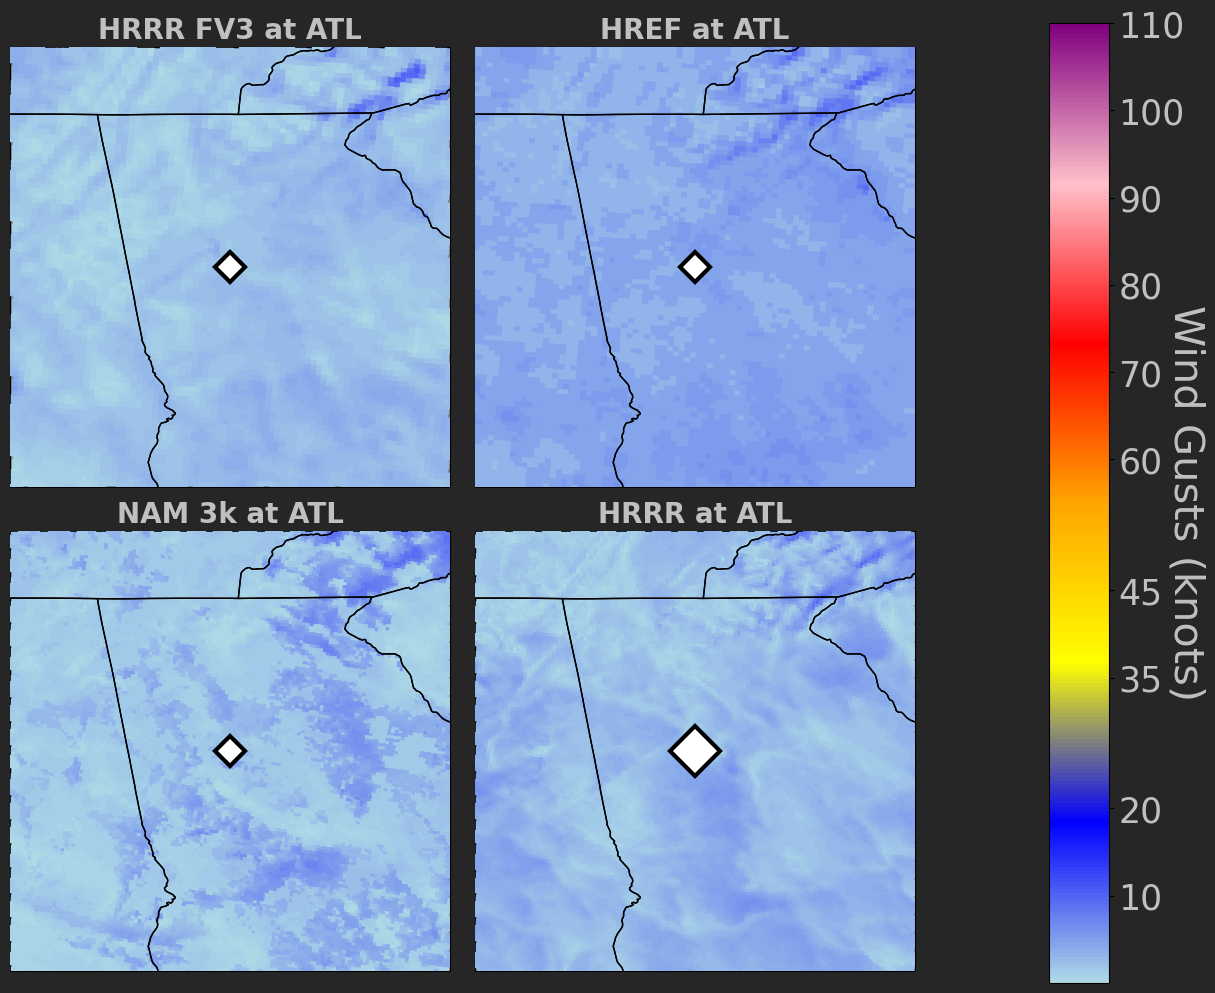 HRRR FV3 at ATL
HREF at ATL
NAM 3k at ATL
HRRR at ATL
110
100
90
80
70
60
45
35
20
10
Wind Gusts (knots)